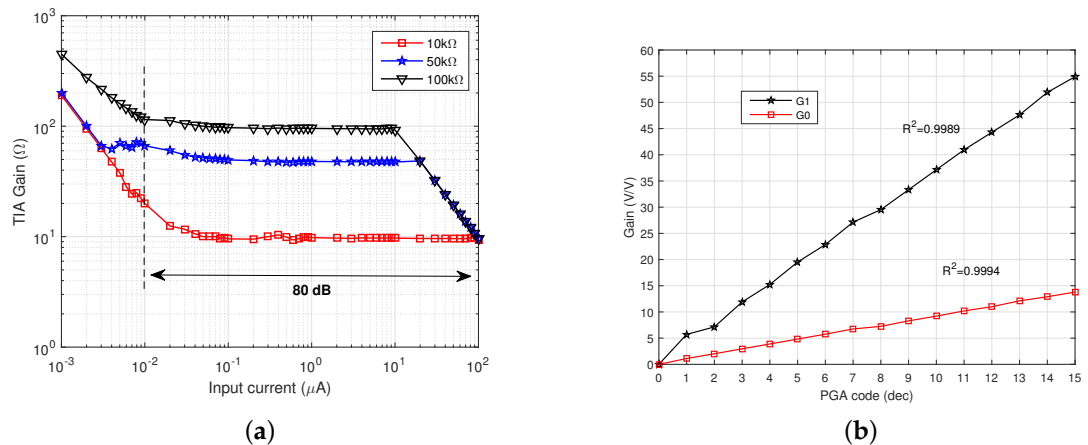 10^3
10^2
10^1
10^0
TIA Gain (Ω)
10kΩ
50kΩ
100kΩ
80 dB
10^-3 10^-2 10^-1 10^0 10^1 10^2
Input current (μA)
(a)
60
55
50
45
40
35
30
25
20
15
10
5
0
Gain (V/V)
G1
G0
R^2=0.9989
R^2=0.9994
0 1 2 3 4 5 6 7 8 9 10 11 12 13 14 15
PGA code (dec)
(b)